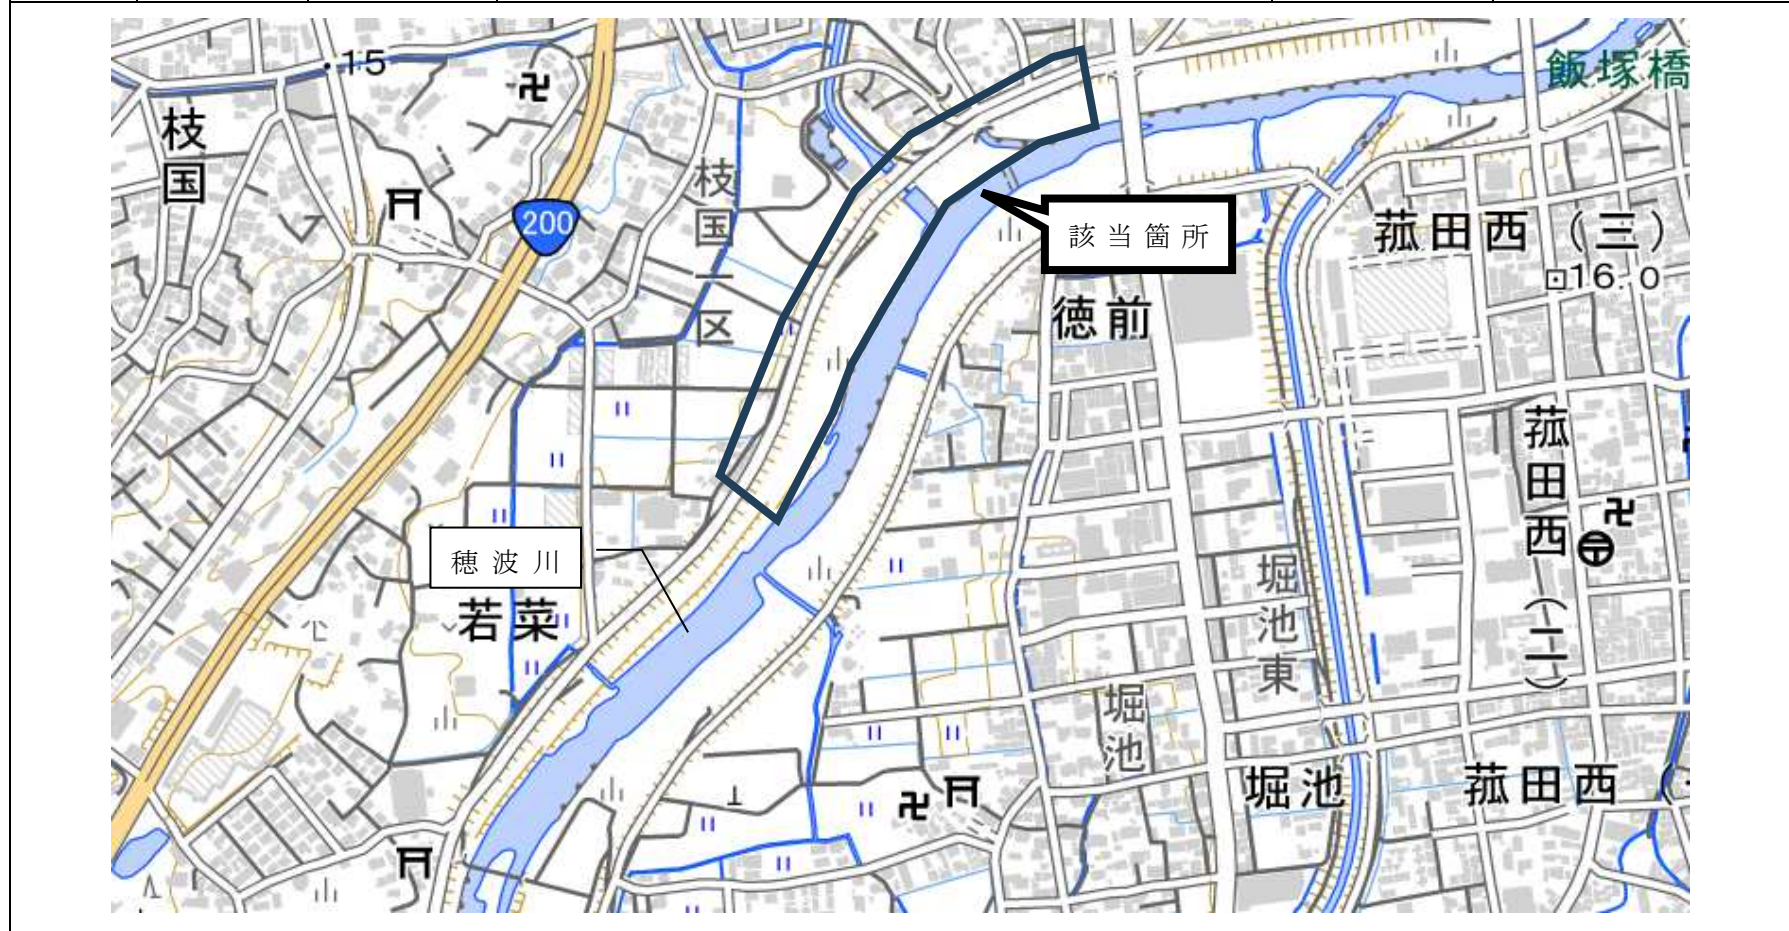 飯塚橋
15
枝国
枝国一区
200
該当箇所
菰田西（三）
16.0
徳前
菰田西（二）
穂波川
若菜
堀池東
堀池
堀池
菰田西（